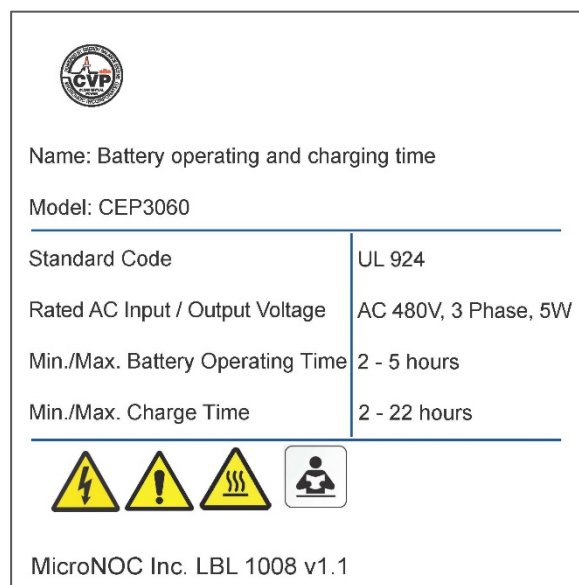 CVP
Name: Battery operating and charging time
Model: CEP3060
Standard Code UL 924
Rated AC Input / Output Voltage AC 480V, 3 Phase, 5W
Min./Max. Battery Operating Time 2 - 5 hours
Min./Max. Charge Time 2 - 22 hours
MicroNOC Inc. LBL 1008 v1.1